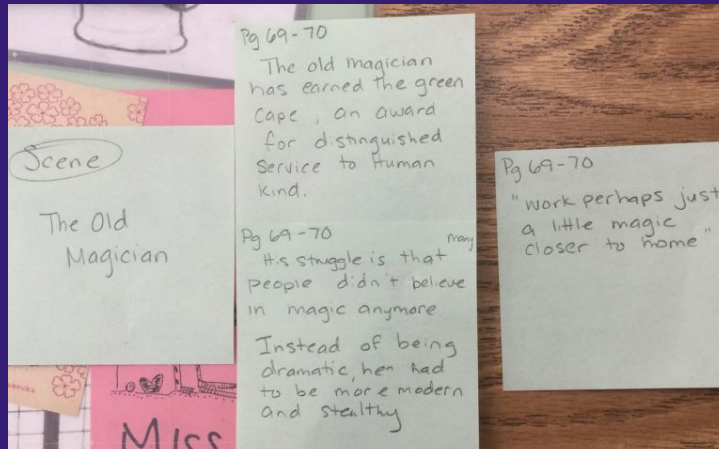 Scene
The Old
Magician
Pg 69-70
The old magician
has earned the green
Cape, an award
for distinguished
Service to Human
Kind.
Pg 69-70
many
His struggle is that
people didn't believe
in magic anymore.
Instead of being
dramatic, hen had
to be more modern
and stealthy
Pg 69-70
"work perhaps just
a little magic
closer to home"
MISS